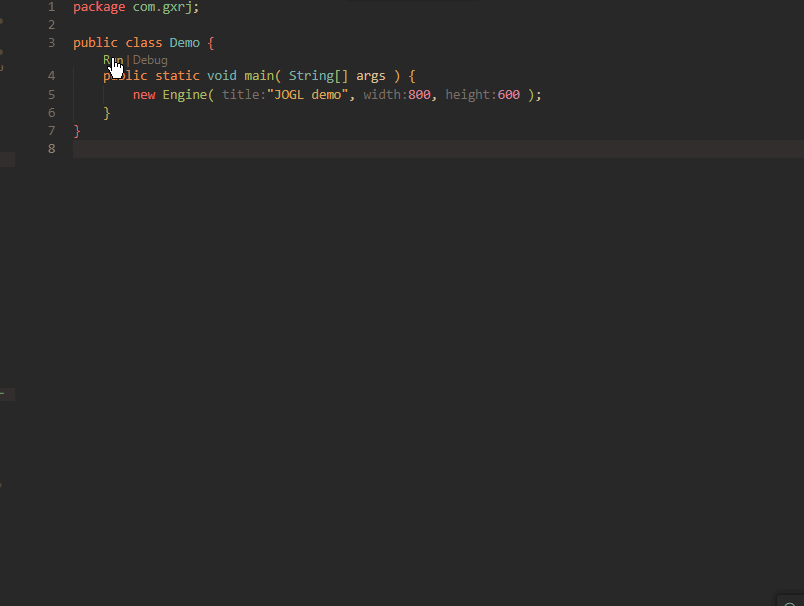 1 package com.gxrj;
2
3 public class Demo {
Run | Debug
4 public static void main( String[] args ) {
5 new Engine( title:"JOGL demo", width:800, height:600 );
6 }
7 }
8